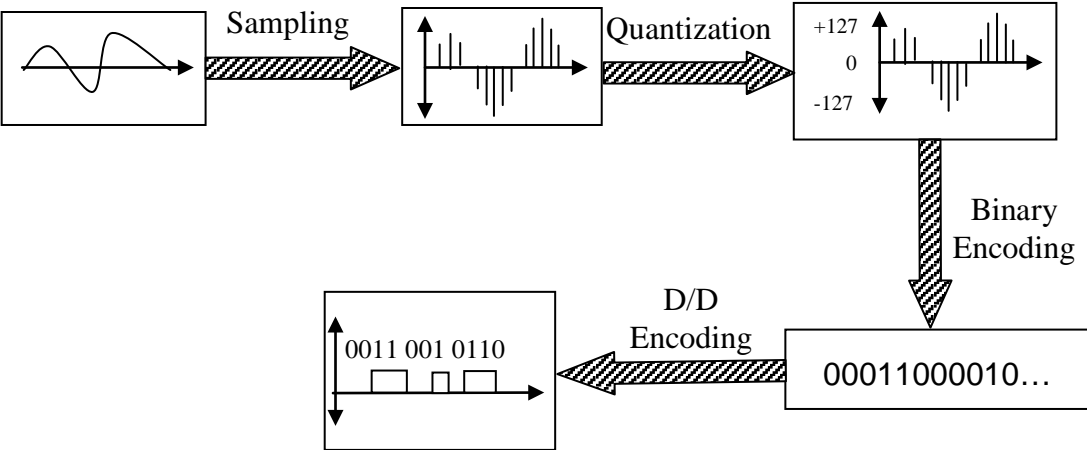 Sampling
Quantization
+127
0
-127
Binary
Encoding
00011000010...
D/D
Encoding
0011 001 0110